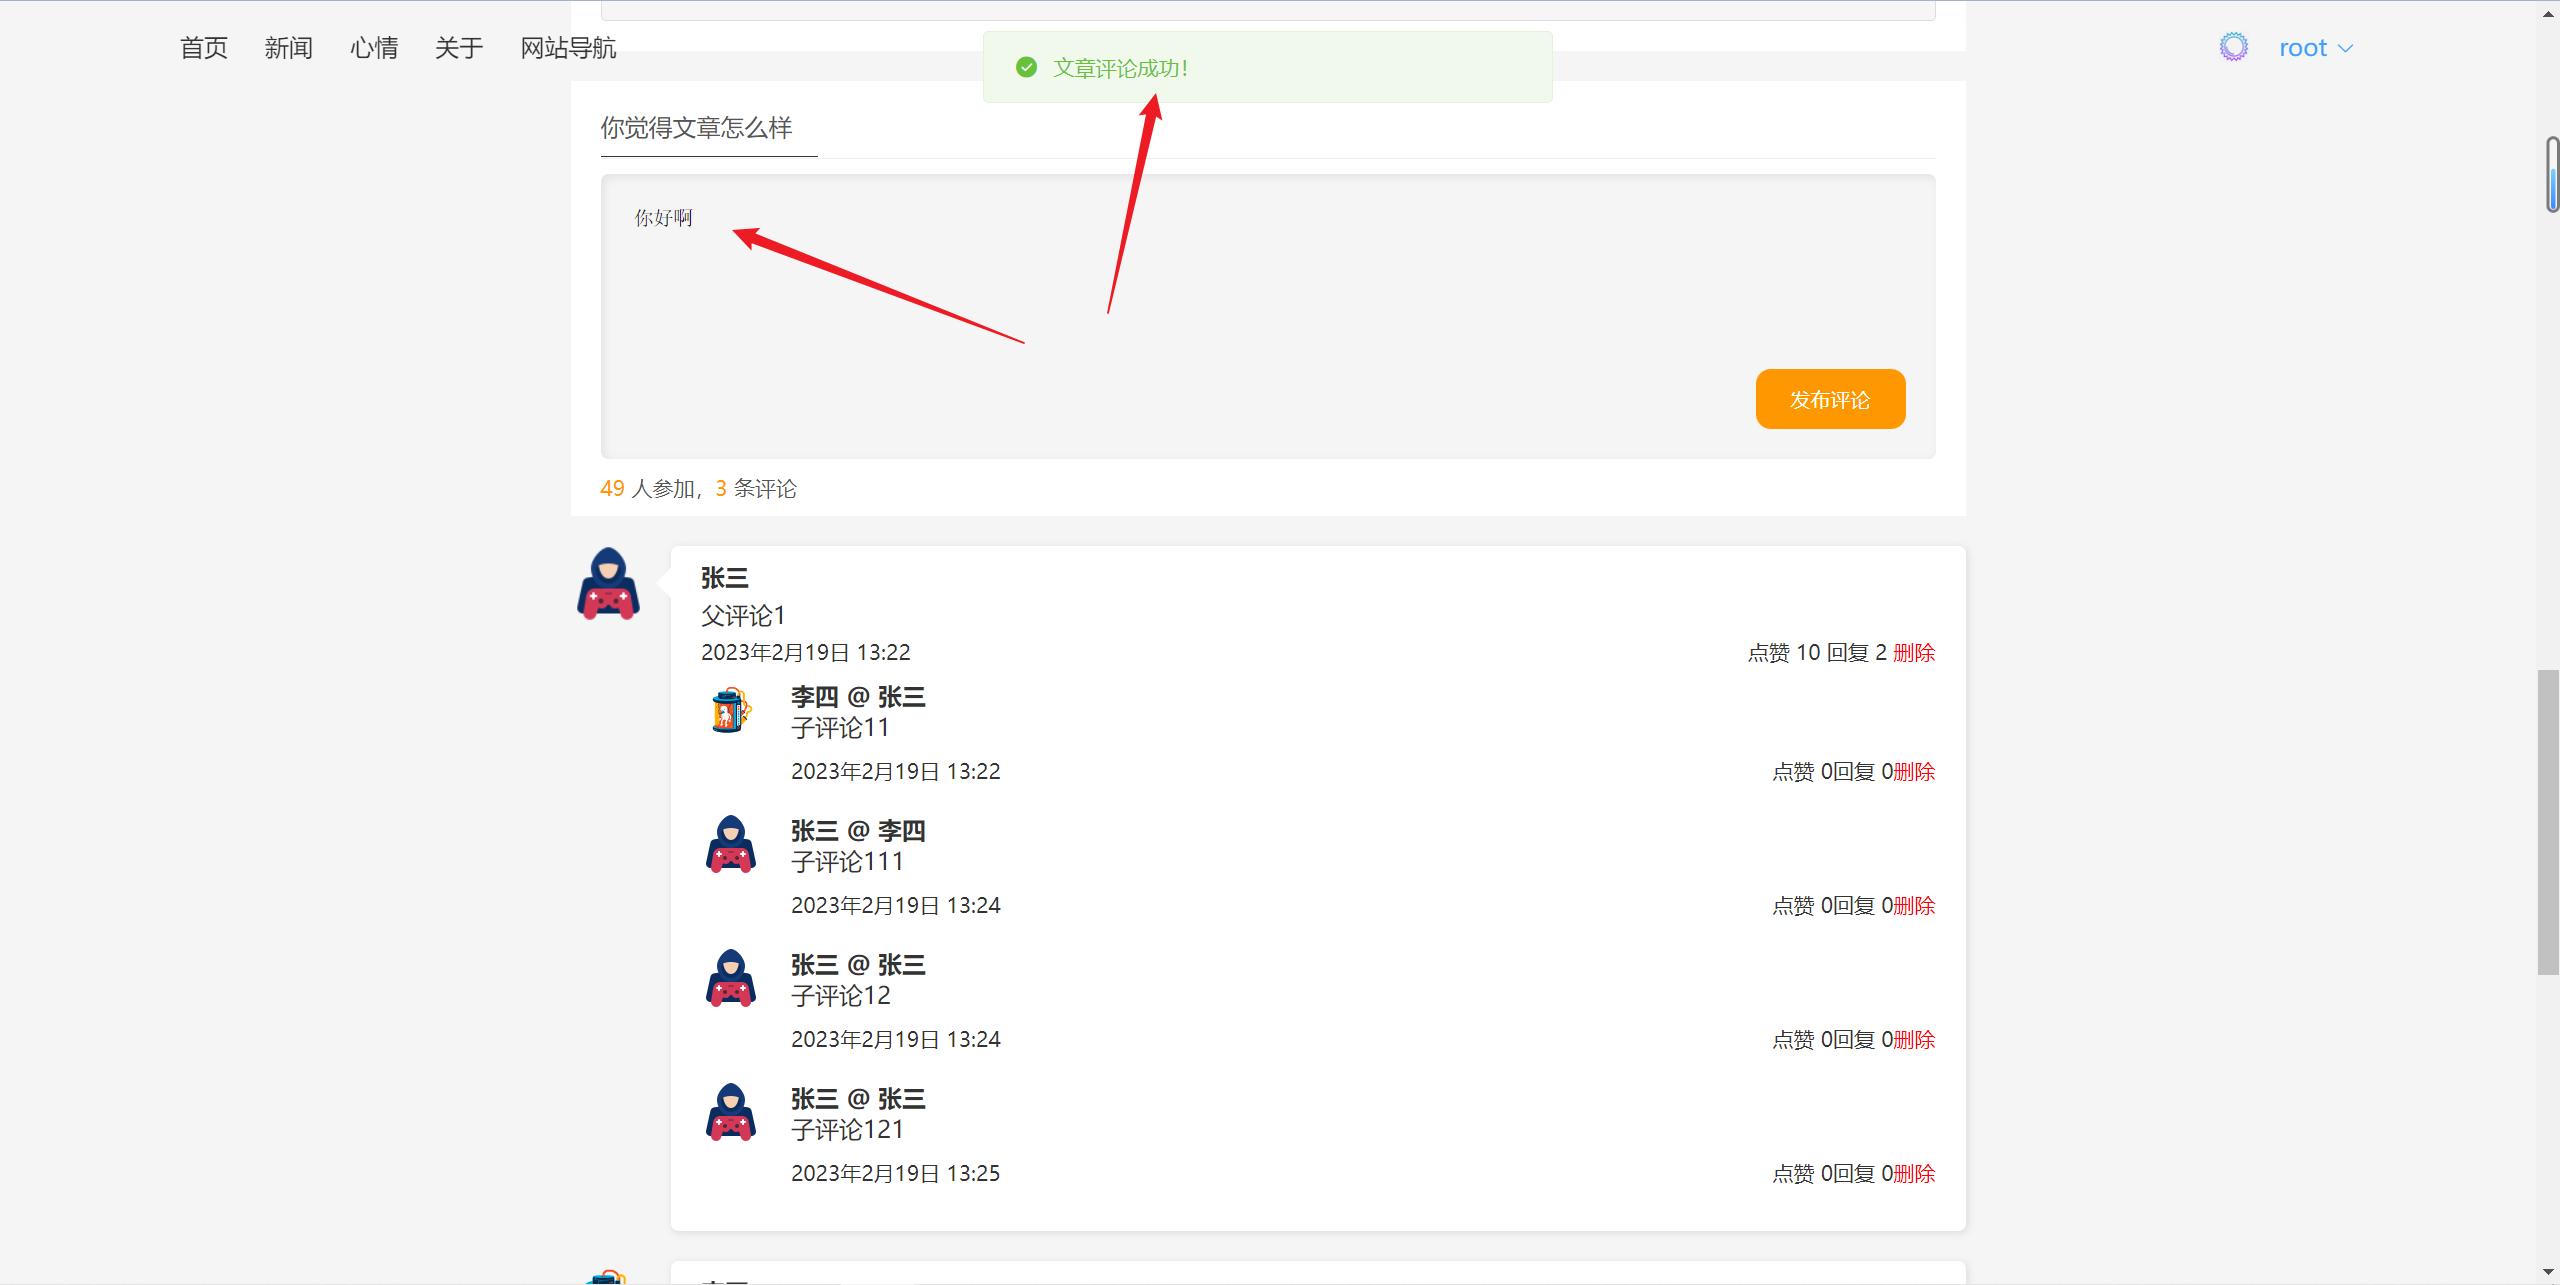 首页 新闻 心情 关于 网站导航 root
文章评论成功!
你觉得文章怎么样
你好啊
发布评论
49 人参加，3 条评论
张三
父评论1
2023年2月19日 13:22 点赞 10 回复 2 删除
李四 @ 张三
子评论11
2023年2月19日 13:22 点赞 0回复 0删除
张三 @ 李四
子评论111
2023年2月19日 13:24 点赞 0回复 0删除
张三 @ 张三
子评论12
2023年2月19日 13:24 点赞 0回复 0删除
张三 @ 张三
子评论121
2023年2月19日 13:25 点赞 0回复 0删除